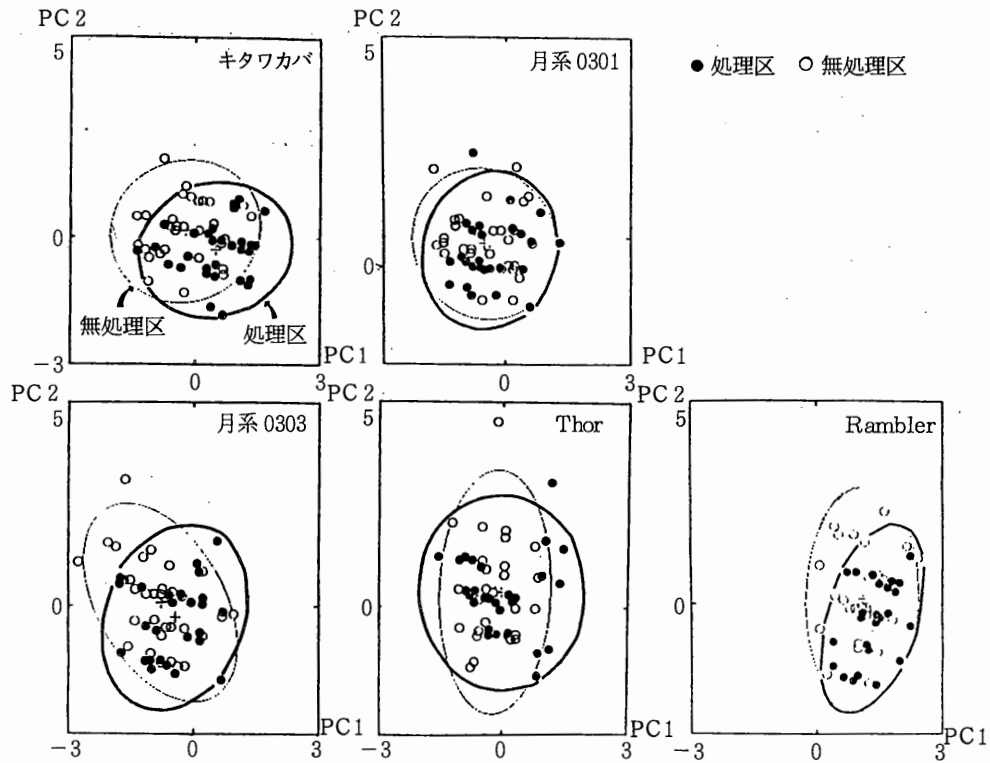 PC 2
PC 2
5
キタワカバ
0
無処理区
処理区
-3
PC1
0
3
5
月系 0301
0
PC1
0
3
● 処理区 ○ 無処理区
PC 2
5
月系 0303
0
PC1
-3
0
3
PC 2
5
Thor
0
PC1
-3
0
3
PC 2
5
Rambler
0
PC1
-3
0
3